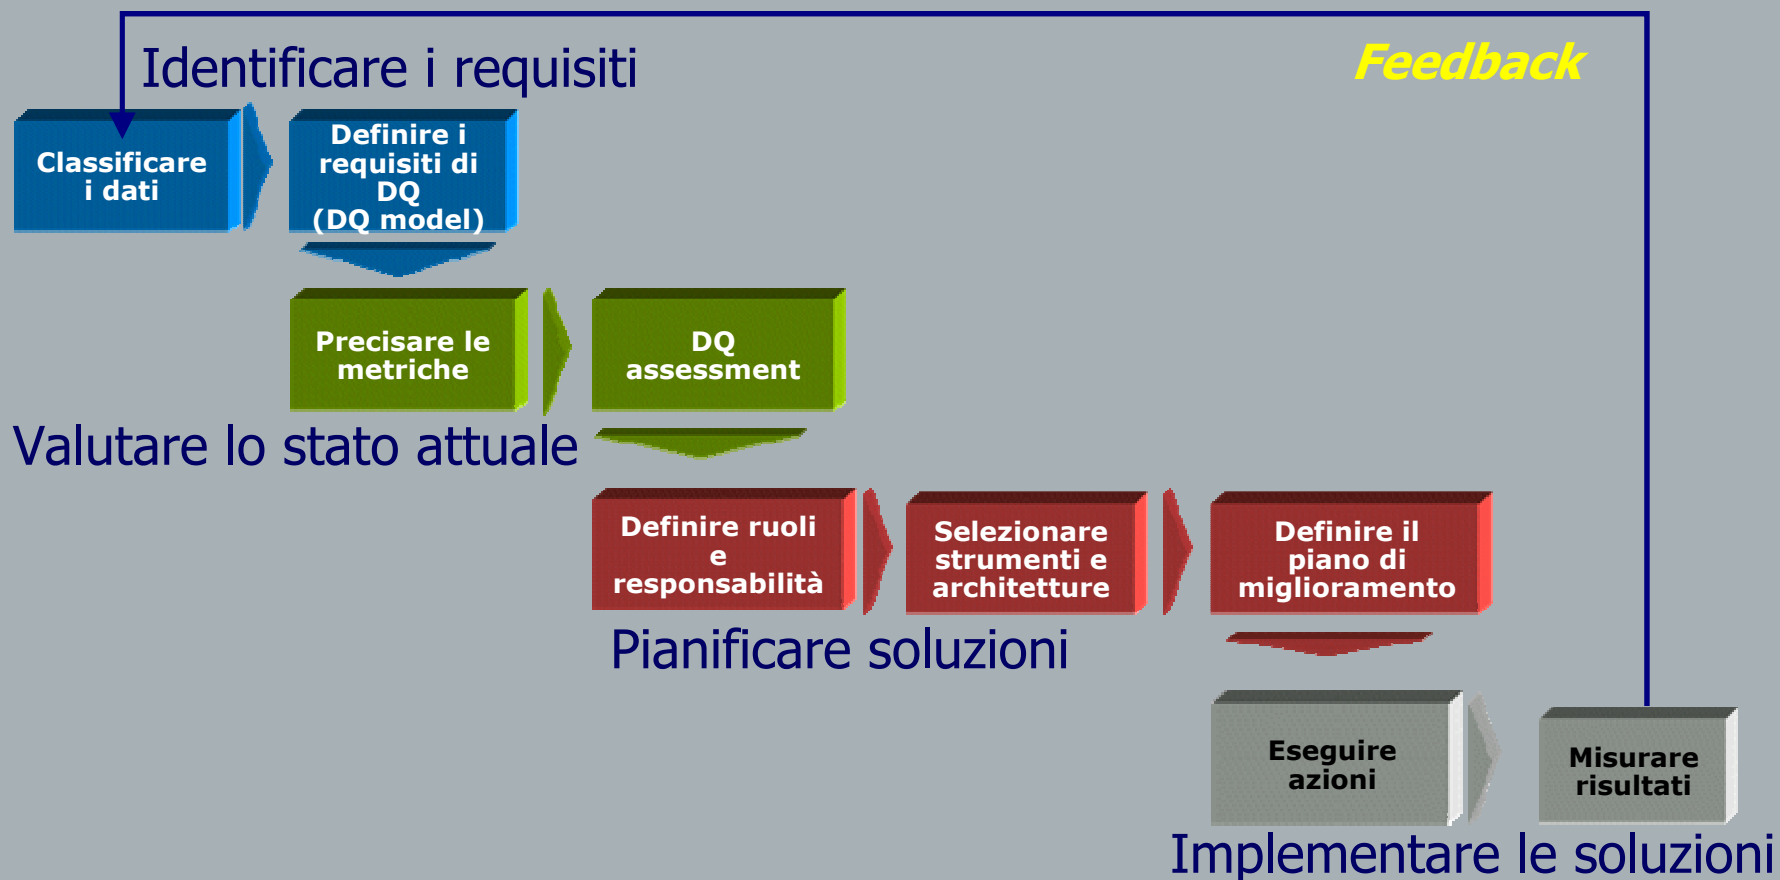 Identificare i requisiti
Feedback
Classificare
i dati
Definire i
requisiti di
DQ
(DQ model)
Precisare le
metriche
DQ
assessment
Valutare lo stato attuale
Definire ruoli
e
responsabilità
Selezionare
strumenti e
architetture
Definire il
piano di
miglioramento
Pianificare soluzioni
Eseguire
azioni
Misurare
risultati
Implementare le soluzioni